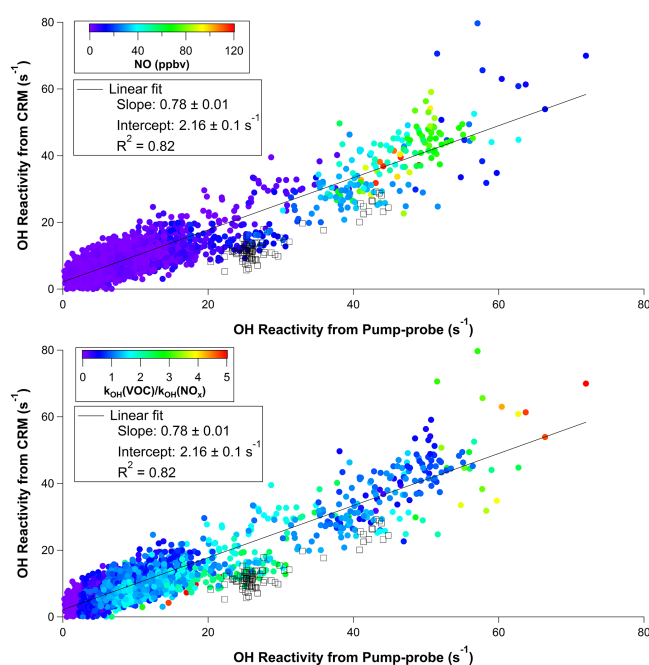 80
60
40
20
0
OH Reactivity from CRM (s⁻¹)
0 40 80 120
NO (ppbv)
Linear fit
Slope: 0.78 ± 0.01
Intercept: 2.16 ± 0.1 s⁻¹
R² = 0.82
0 20 40 60 80
OH Reactivity from Pump-probe (s⁻¹)
80
60
40
20
0
OH Reactivity from CRM (s⁻¹)
0 1 2 3 4 5
k_OH(VOC)/k_OH(NOₓ)
Linear fit
Slope: 0.78 ± 0.01
Intercept: 2.16 ± 0.1 s⁻¹
R² = 0.82
0 20 40 60 80
OH Reactivity from Pump-probe (s⁻¹)